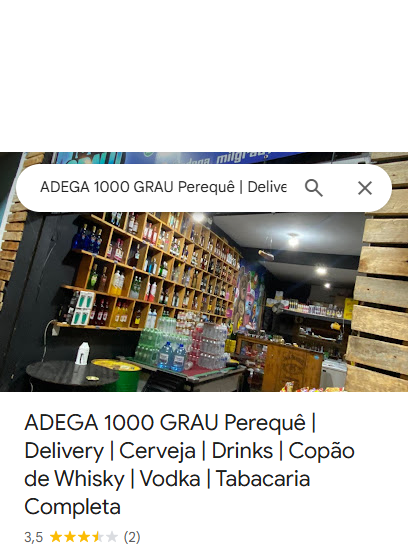 milgrau
ADEGA 1000 GRAU Perequê | Delive
ADEGA 1000 GRAU Perequê |
Delivery | Cerveja | Drinks | Copão
de Whisky | Vodka | Tabacaria
Completa
3,5 (2)